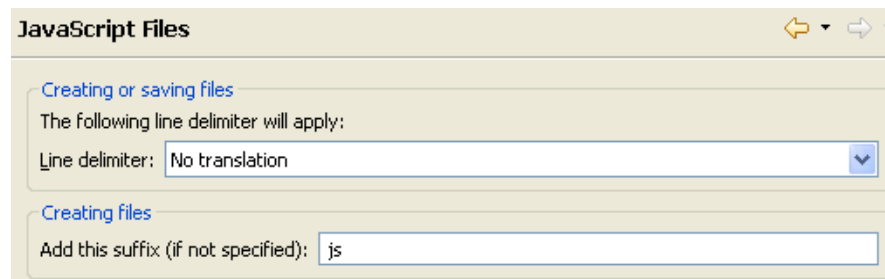 JavaScript Files
Creating or saving files
The following line delimiter will apply:
Line delimiter: No translation
Creating files
Add this suffix (if not specified): js